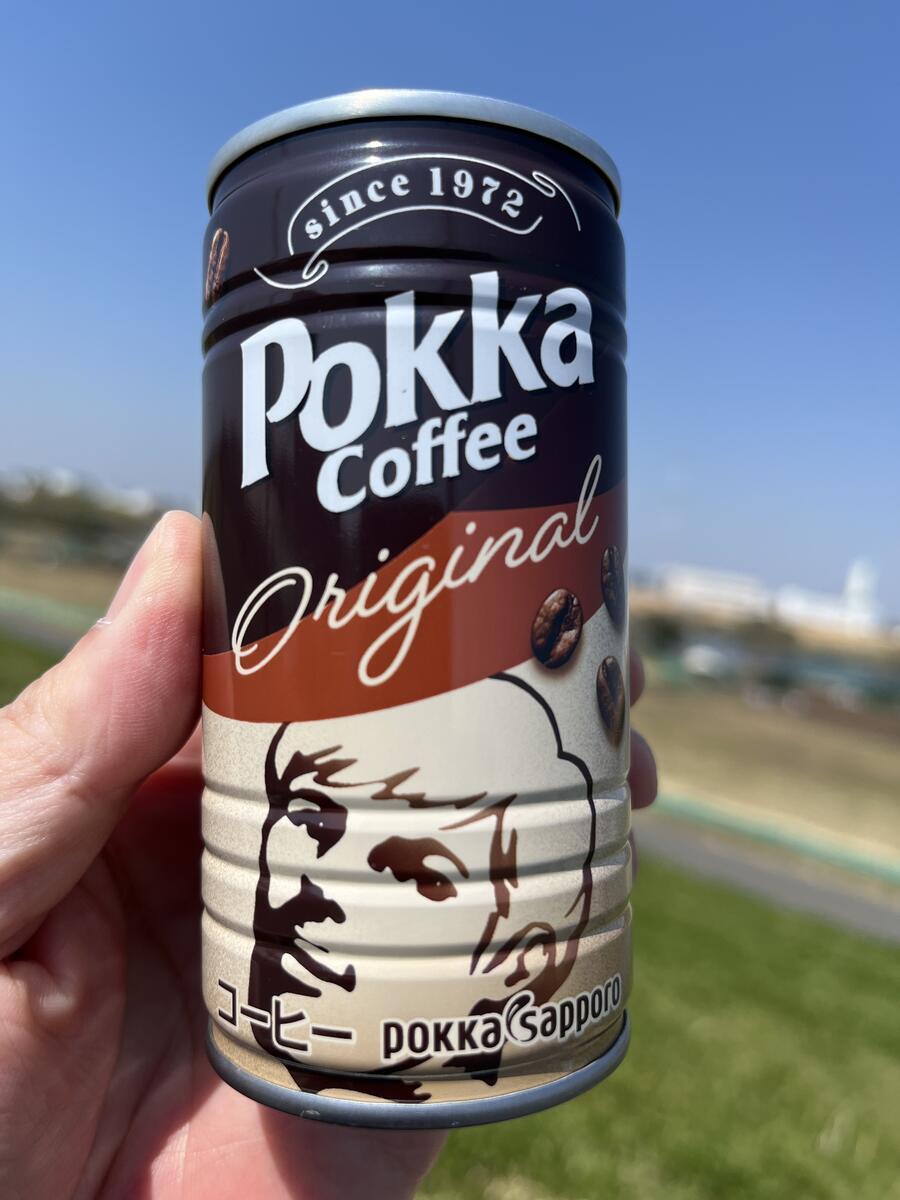 since 1972
Pokka
Coffee
Original
コーヒー pokka sapporo